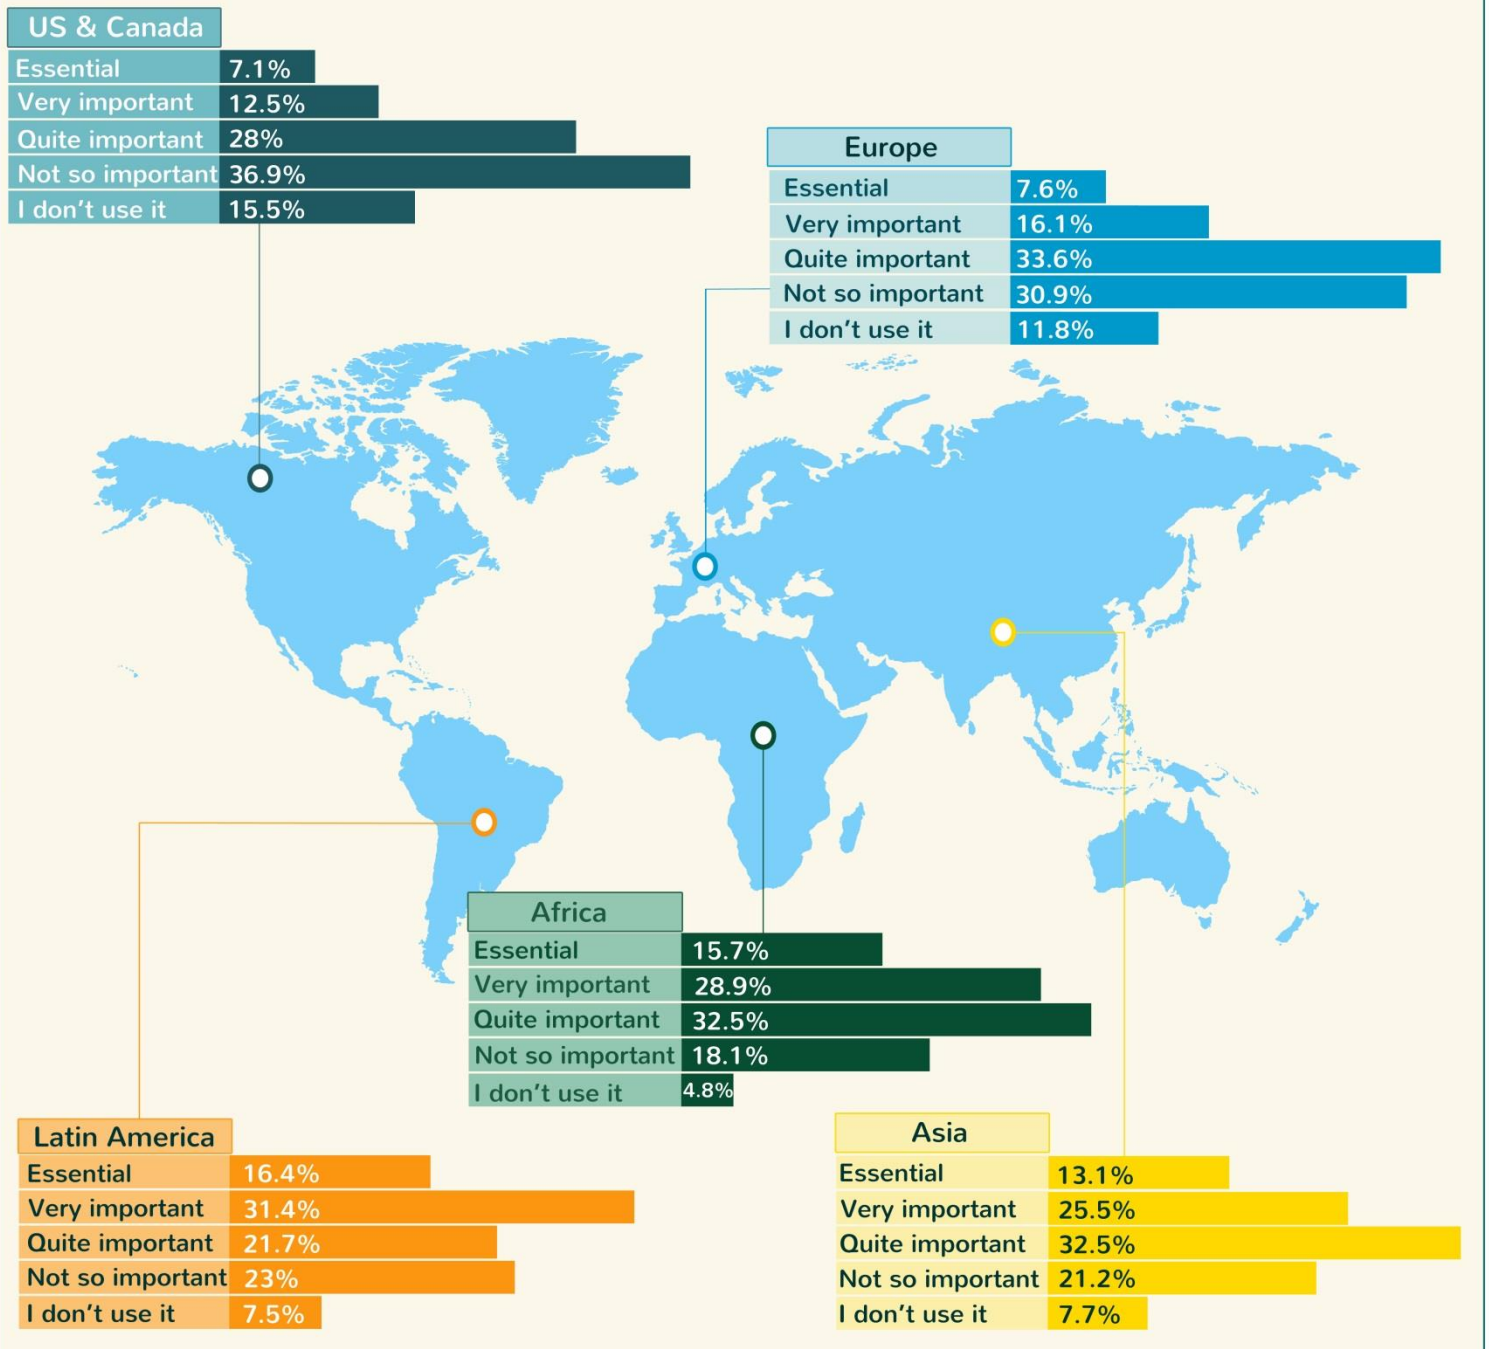 US & Canada
Essential 7.1%
Very important 12.5%
Quite important 28%
Not so important 36.9%
I don't use it 15.5%
Europe
Essential 7.6%
Very important 16.1%
Quite important 33.6%
Not so important 30.9%
I don't use it 11.8%
Africa
Essential 15.7%
Very important 28.9%
Quite important 32.5%
Not so important 18.1%
I don't use it 4.8%
Latin America
Essential 16.4%
Very important 31.4%
Quite important 21.7%
Not so important 23%
I don't use it 7.5%
Asia
Essential 13.1%
Very important 25.5%
Quite important 32.5%
Not so important 21.2%
I don't use it 7.7%